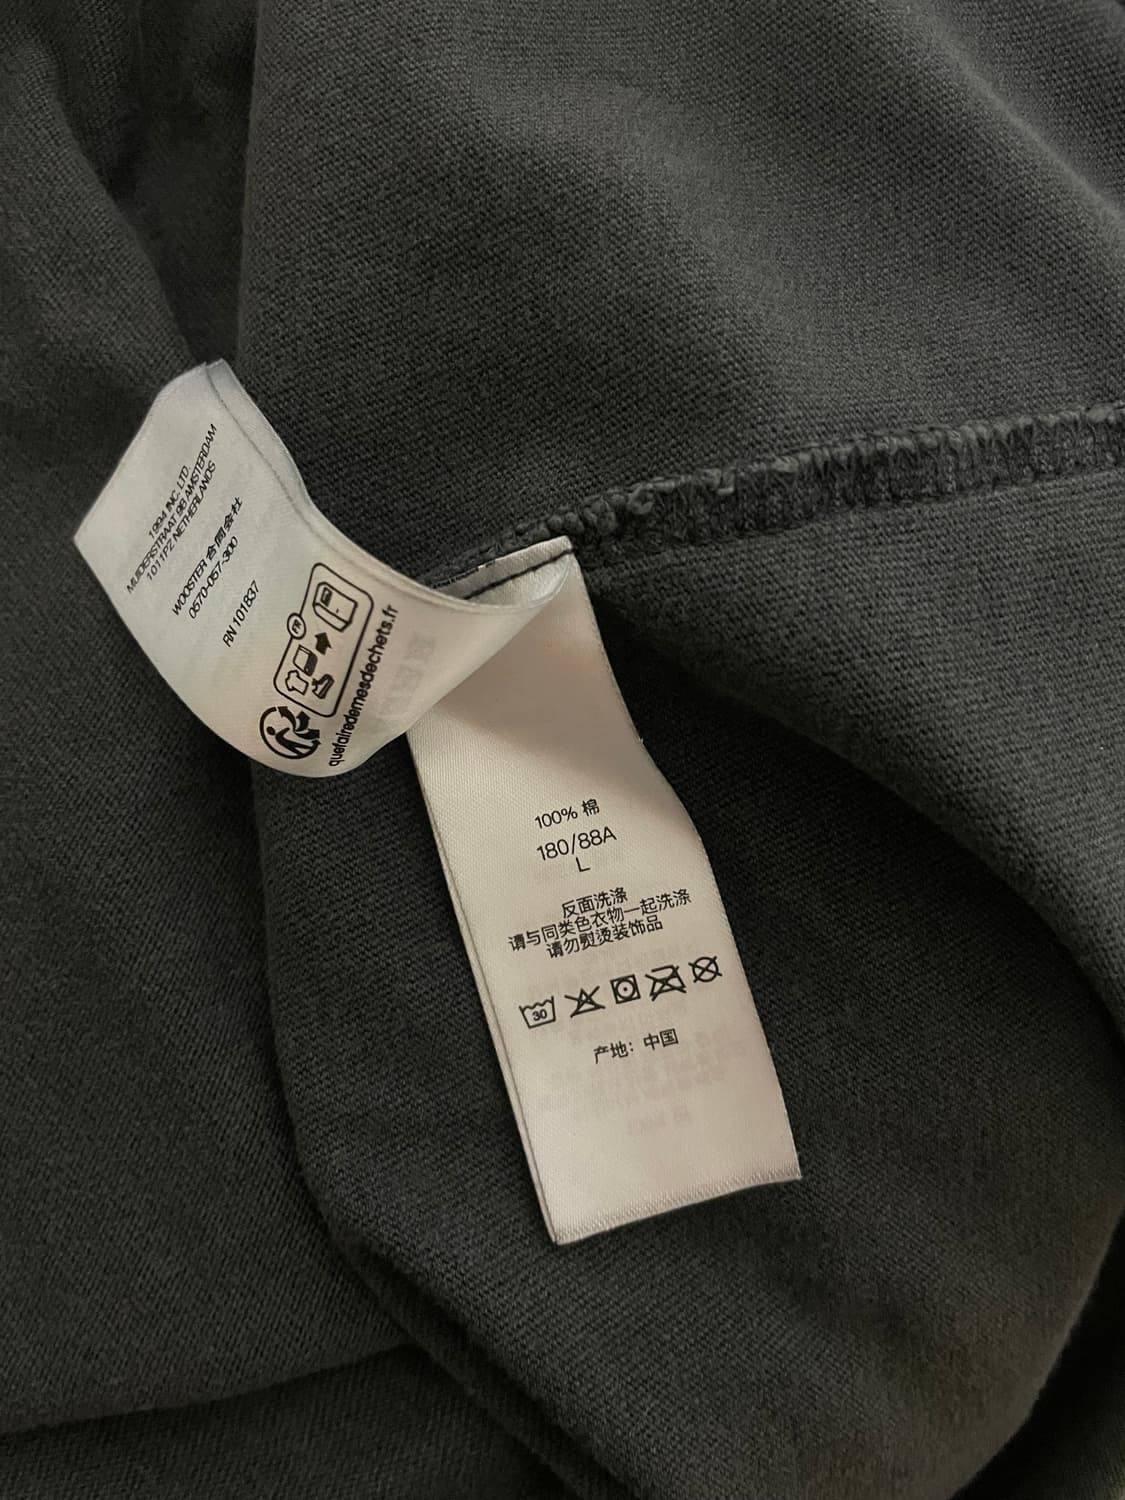 1994 INC. LTD.
MUIDERSTRAAT 9B AMSTERDAM
1011PZ NETHERLANDS
WOOSTER 合同会社
0570-057-300
RN 101837
FR
quefairedemesdechets.fr
100% 棉
180/88A
L
反面洗涤
请与同类色衣物一起洗涤
请勿熨烫装饰品
30
产地：中国